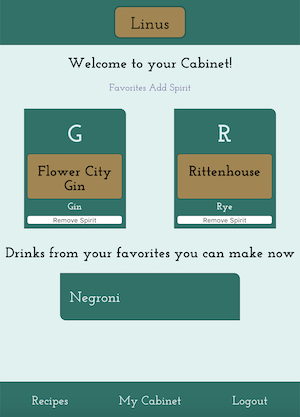 Linus
Welcome to your Cabinet!
Favorites Add Spirit
G
Flower City
Gin
Gin
Remove Spirit
R
Rittenhouse
Rye
Remove Spirit
Drinks from your favorites you can make now
Negroni
Recipes My Cabinet Logout